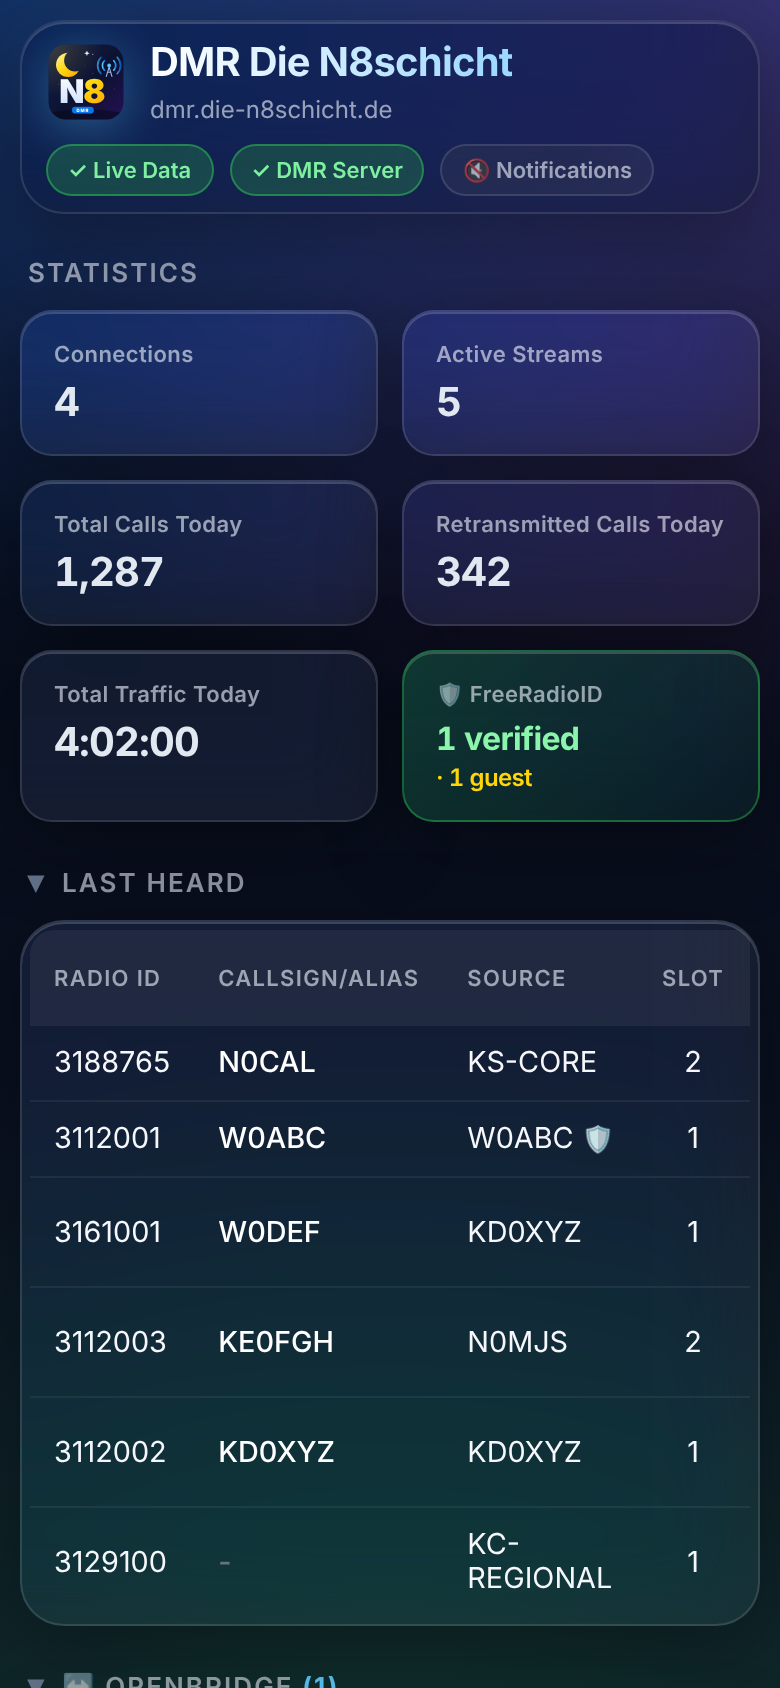 N8
DMR
DMR Die N8schicht
dmr.die-n8schicht.de
✓ Live Data
✓ DMR Server
🔇 Notifications
STATISTICS
Connections
4
Active Streams
5
Total Calls Today
1,287
Retransmitted Calls Today
342
Total Traffic Today
4:02:00
🛡️ FreeRadioID
1 verified
· 1 guest
▼ LAST HEARD
RADIO ID CALLSIGN/ALIAS SOURCE SLOT
3188765 N0CAL KS-CORE 2
3112001 W0ABC W0ABC 🛡️ 1
3161001 W0DEF KD0XYZ 1
3112003 KE0FGH N0MJS 2
3112002 KD0XYZ KD0XYZ 1
3129100 - KC-
REGIONAL 1
▼ ↔️ OPENBRIDGE (1)